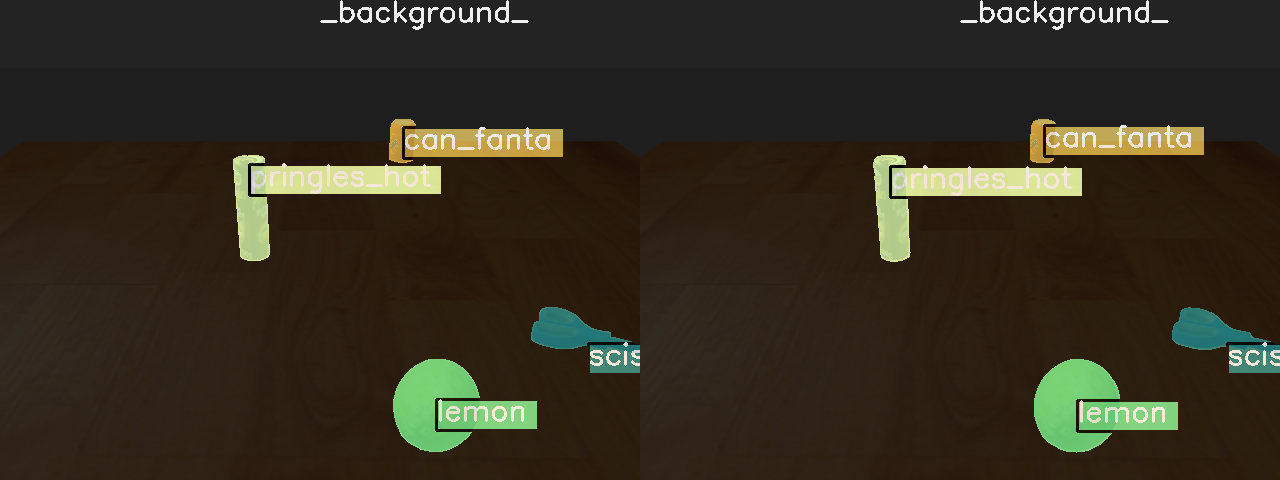 _background_
_background_
can_fanta
can_fanta
pringles_hot
pringles_hot
scis
scis
lemon
lemon